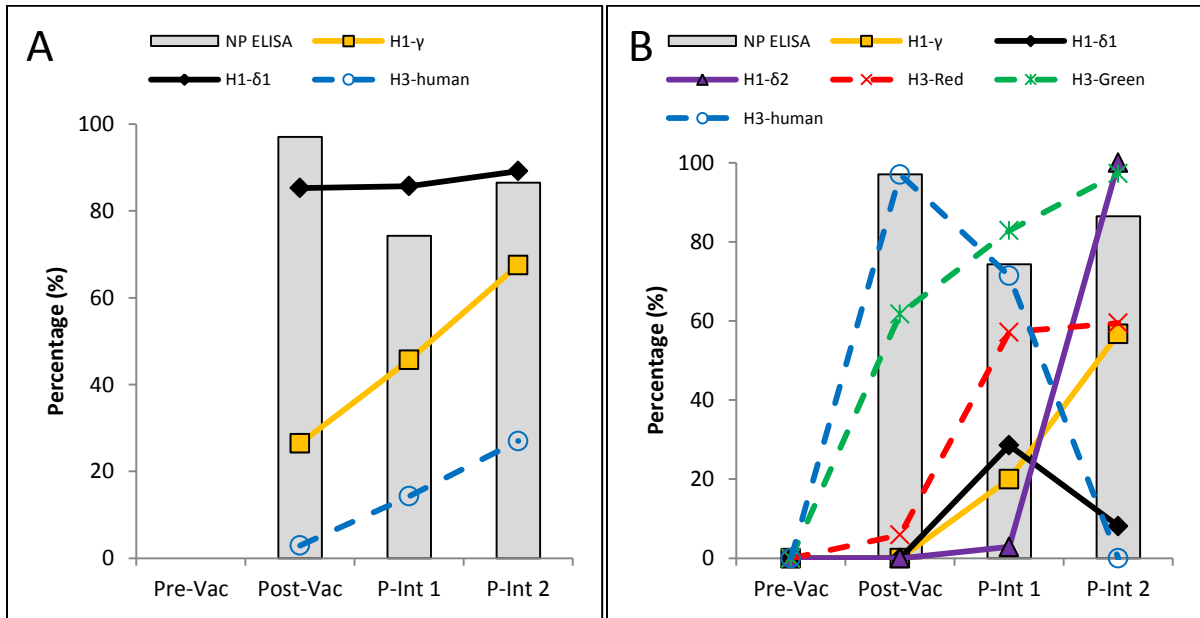 A
NP ELISA
H1-γ
H1-δ1
H3-human
Percentage (%)
100
80
60
40
20
0
Pre-Vac
Post-Vac
P-Int 1
P-Int 2
B
NP ELISA
H1-γ
H1-δ1
H1-δ2
H3-Red
H3-Green
H3-human
Percentage (%)
100
80
60
40
20
0
Pre-Vac
Post-Vac
P-Int 1
P-Int 2